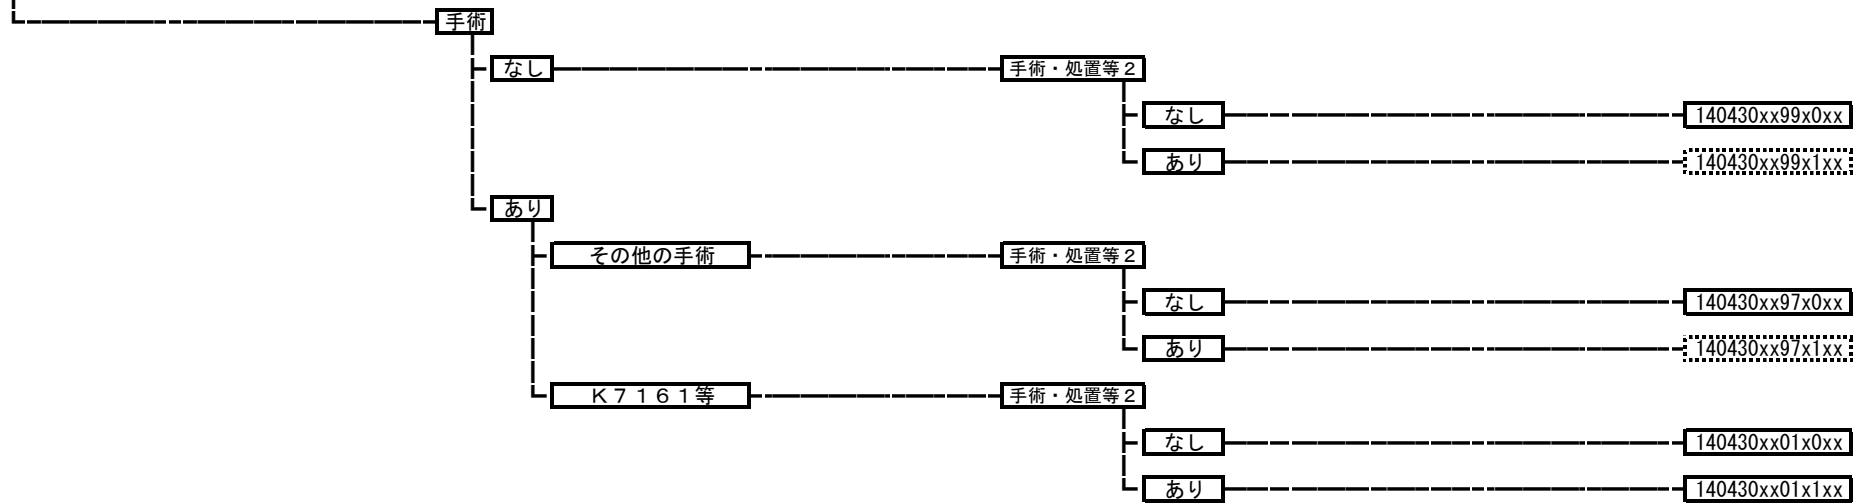 手術
なし 手術・処置等２
なし 140430xx99x0xx
あり 140430xx99x1xx
あり
その他の手術 手術・処置等２
なし 140430xx97x0xx
あり 140430xx97x1xx
Ｋ７１６１等 手術・処置等２
なし 140430xx01x0xx
あり 140430xx01x1xx